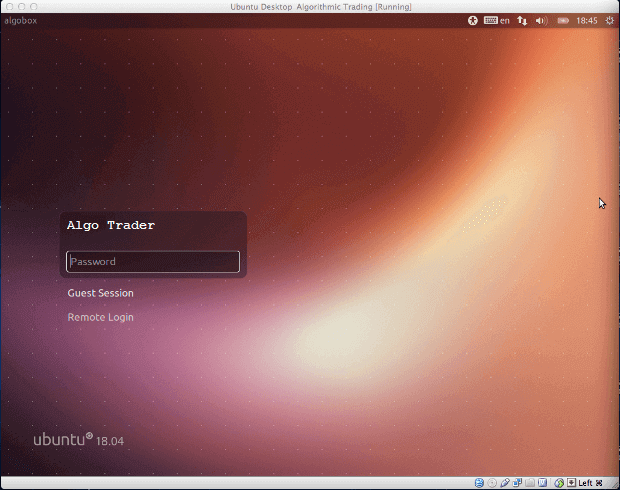 Ubuntu Desktop Algorithmic Trading [Running]
algobox en 18:45
Algo Trader
Password
Guest Session
Remote Login
ubuntu® 18.04
Left ⌘